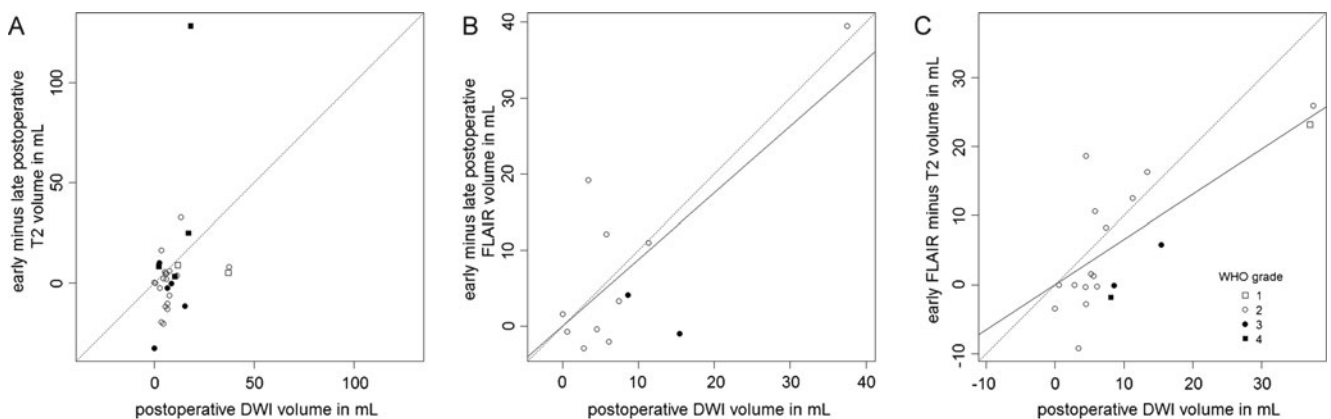 A
early minus late postoperative
T2 volume in mL
100
50
0
0
50
100
postoperative DWI volume in mL
B
early minus late postoperative
FLAIR volume in mL
40
30
20
10
0
0
10
20
30
40
postoperative DWI volume in mL
C
early FLAIR minus T2 volume in mL
30
20
10
0
-10
-10
0
10
20
30
postoperative DWI volume in mL
WHO grade
1
2
3
4